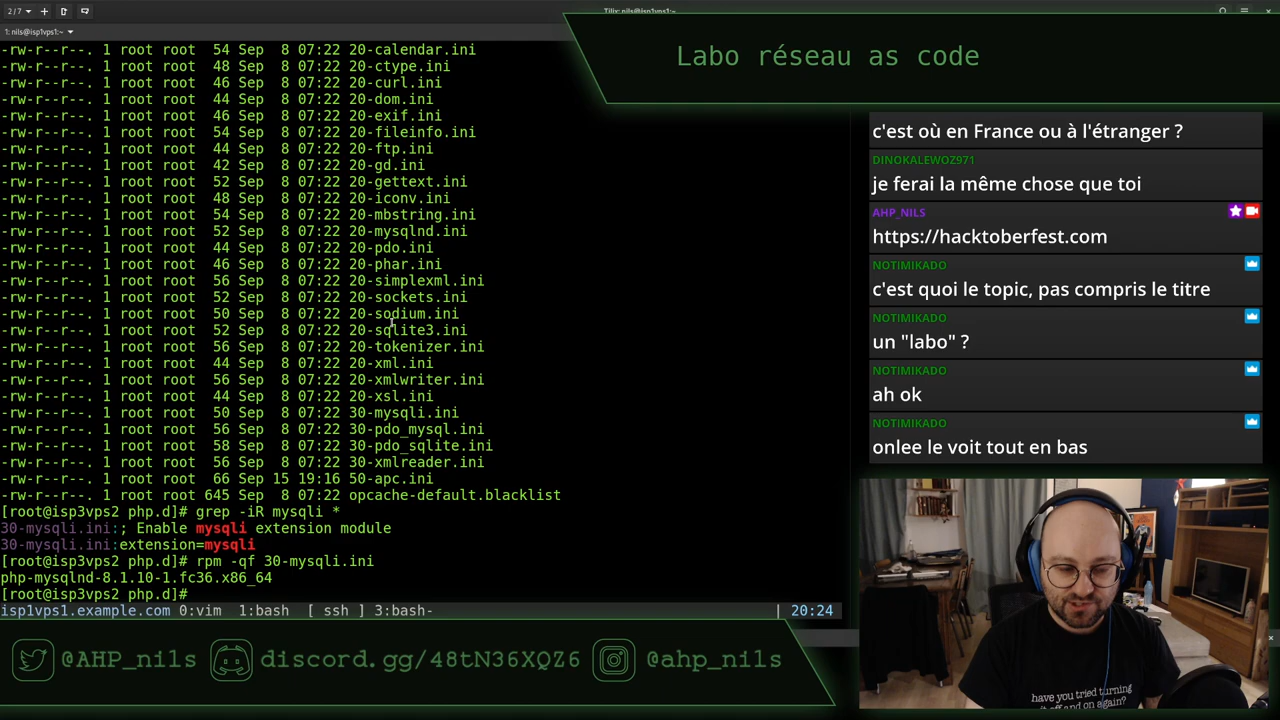 2/7
Tilix: nils@isp1vps1:~
1: nils@isp1vps1:~
-rw-r--r--. 1 root root  54 Sep  8 07:22 20-calendar.ini
-rw-r--r--. 1 root root  48 Sep  8 07:22 20-ctype.ini
-rw-r--r--. 1 root root  46 Sep  8 07:22 20-curl.ini
-rw-r--r--. 1 root root  44 Sep  8 07:22 20-dom.ini
-rw-r--r--. 1 root root  46 Sep  8 07:22 20-exif.ini
-rw-r--r--. 1 root root  54 Sep  8 07:22 20-fileinfo.ini
-rw-r--r--. 1 root root  44 Sep  8 07:22 20-ftp.ini
-rw-r--r--. 1 root root  42 Sep  8 07:22 20-gd.ini
-rw-r--r--. 1 root root  52 Sep  8 07:22 20-gettext.ini
-rw-r--r--. 1 root root  48 Sep  8 07:22 20-iconv.ini
-rw-r--r--. 1 root root  54 Sep  8 07:22 20-mbstring.ini
-rw-r--r--. 1 root root  52 Sep  8 07:22 20-mysqlnd.ini
-rw-r--r--. 1 root root  44 Sep  8 07:22 20-pdo.ini
-rw-r--r--. 1 root root  46 Sep  8 07:22 20-phar.ini
-rw-r--r--. 1 root root  56 Sep  8 07:22 20-simplexml.ini
-rw-r--r--. 1 root root  52 Sep  8 07:22 20-sockets.ini
-rw-r--r--. 1 root root  50 Sep  8 07:22 20-sodium.ini
-rw-r--r--. 1 root root  52 Sep  8 07:22 20-sqlite3.ini
-rw-r--r--. 1 root root  56 Sep  8 07:22 20-tokenizer.ini
-rw-r--r--. 1 root root  44 Sep  8 07:22 20-xml.ini
-rw-r--r--. 1 root root  56 Sep  8 07:22 20-xmlwriter.ini
-rw-r--r--. 1 root root  44 Sep  8 07:22 20-xsl.ini
-rw-r--r--. 1 root root  50 Sep  8 07:22 30-mysqli.ini
-rw-r--r--. 1 root root  56 Sep  8 07:22 30-pdo_mysql.ini
-rw-r--r--. 1 root root  58 Sep  8 07:22 30-pdo_sqlite.ini
-rw-r--r--. 1 root root  56 Sep  8 07:22 30-xmlreader.ini
-rw-r--r--. 1 root root  66 Sep 15 19:16 50-apc.ini
-rw-r--r--. 1 root root 645 Sep  8 07:22 opcache-default.blacklist
[root@isp3vps2 php.d]# grep -iR mysqli *
30-mysqli.ini:; Enable mysqli extension module
30-mysqli.ini:extension=mysqli
[root@isp3vps2 php.d]# rpm -qf 30-mysqli.ini
php-mysqlnd-8.1.10-1.fc36.x86_64
[root@isp3vps2 php.d]#
isp1vps1.example.com 0:vim  1:bash  [ ssh ] 3:bash- | 20:24
Labo réseau as code
c'est où en France ou à l'étranger ?
DINOKALEWOZ971
je ferai la même chose que toi
AHP_NILS
https://hacktoberfest.com
NOTIMIKADO
c'est quoi le topic, pas compris le titre
NOTIMIKADO
un "labo" ?
NOTIMIKADO
ah ok
NOTIMIKADO
onlee le voit tout en bas
have you tried turning
it off and on again?
@AHP_nils
discord.gg/48tN36XQZ6
@ahp_nils